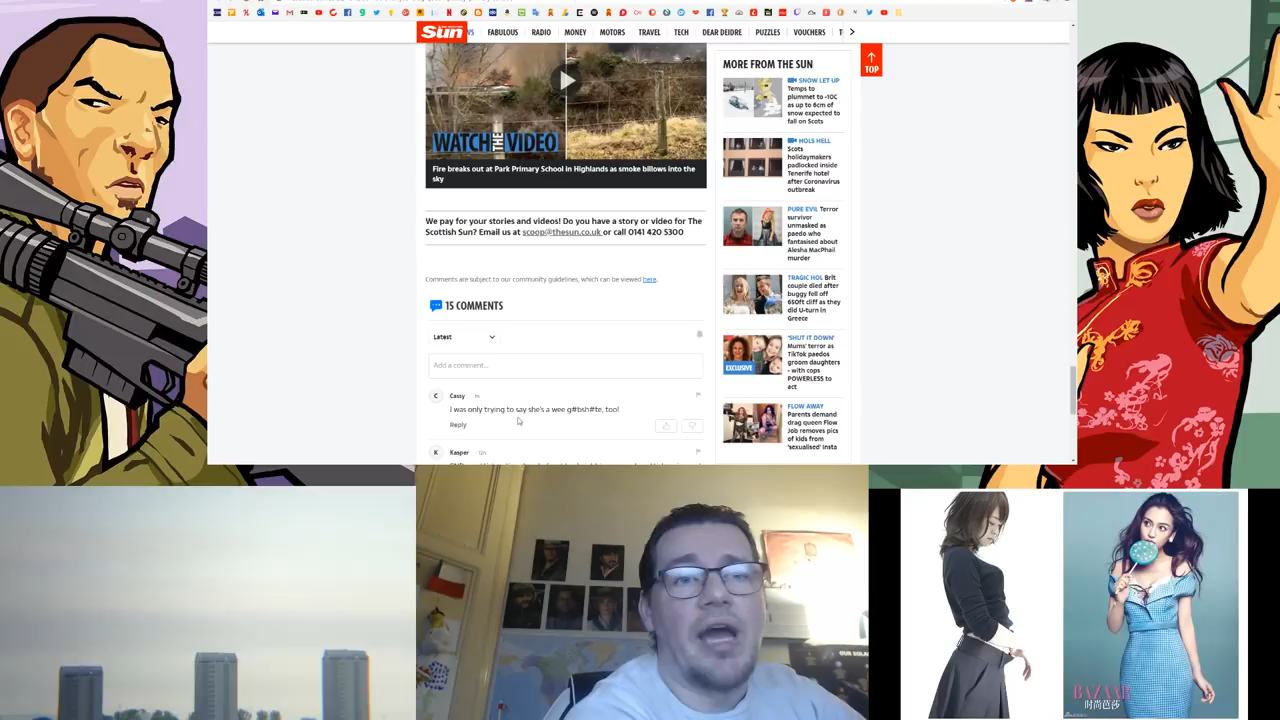 THE SCOTTISH
Sun
WS
FABULOUS
RADIO
MONEY
MOTORS
TRAVEL
TECH
DEAR DEIDRE
PUZZLES
VOUCHERS
TOP
WATCH THE VIDEO
Fire breaks out at Park Primary School in Highlands as smoke billows into the
sky
We pay for your stories and videos! Do you have a story or video for The
Scottish Sun? Email us at scoop@thesun.co.uk or call 0141 420 5300
Comments are subject to our community guidelines, which can be viewed here.
15 COMMENTS
Latest
Add a comment...
C Cassy 1h
I was only trying to say she's a wee g#bsh#te, too!
Reply
K Kasper · 12h
MORE FROM THE SUN
SNOW LET UP
Temps to
plummet to -10C
as up to 6cm of
snow expected to
fall on Scots
HOLS HELL
Scots
holidaymakers
padlocked inside
Tenerife hotel
after Coronavirus
outbreak
PURE EVIL Terror
survivor
unmasked as
paedo who
fantasised about
Alesha MacPhail
murder
TRAGIC HOL Brit
couple died after
buggy fell off
650ft cliff as they
did U-turn in
Greece
EXCLUSIVE
'SHUT IT DOWN'
Mums' terror as
TikTok paedos
groom daughters
- with cops
POWERLESS to
act
FLOW AWAY
Parents demand
drag queen Flow
Job removes pics
of kids from
'sexualised' Insta
BAZAAR
时尚芭莎